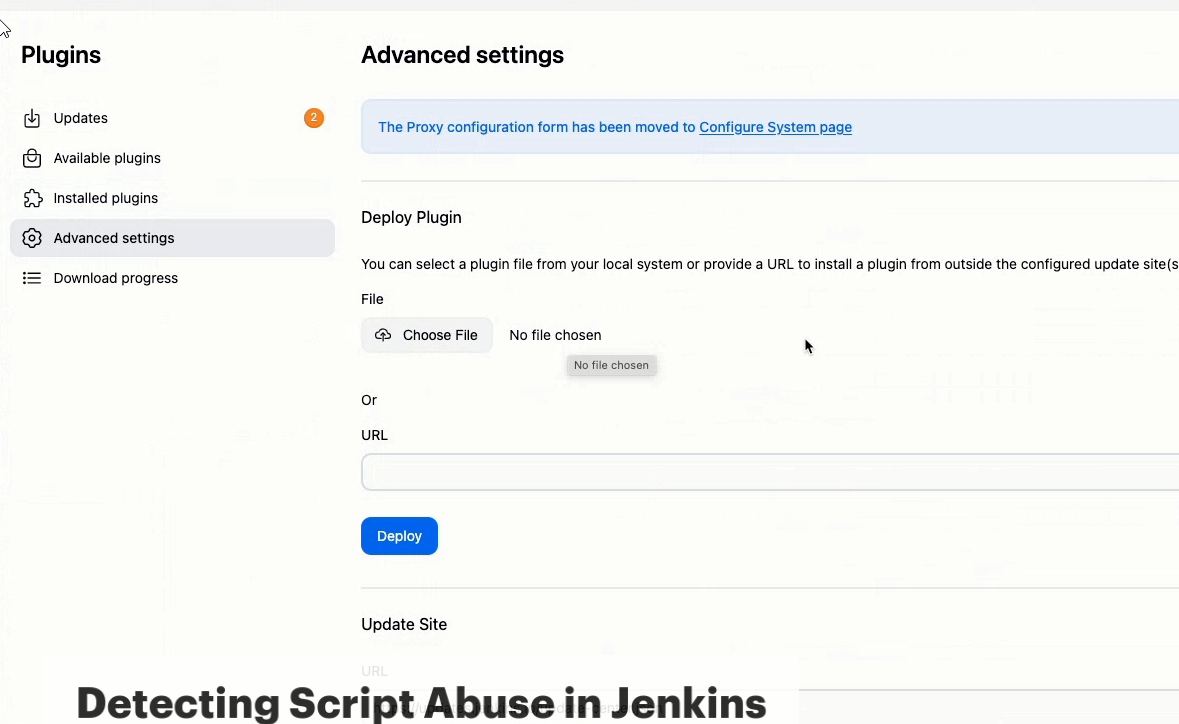 Plugins
Updates
2
Available plugins
Installed plugins
Advanced settings
Download progress
Advanced settings
The Proxy configuration form has been moved to Configure System page
Deploy Plugin
You can select a plugin file from your local system or provide a URL to install a plugin from outside the configured update site(s
File
Choose File
No file chosen
No file chosen
Or
URL
Deploy
Update Site
URL
Detecting Script Abuse in Jenkins